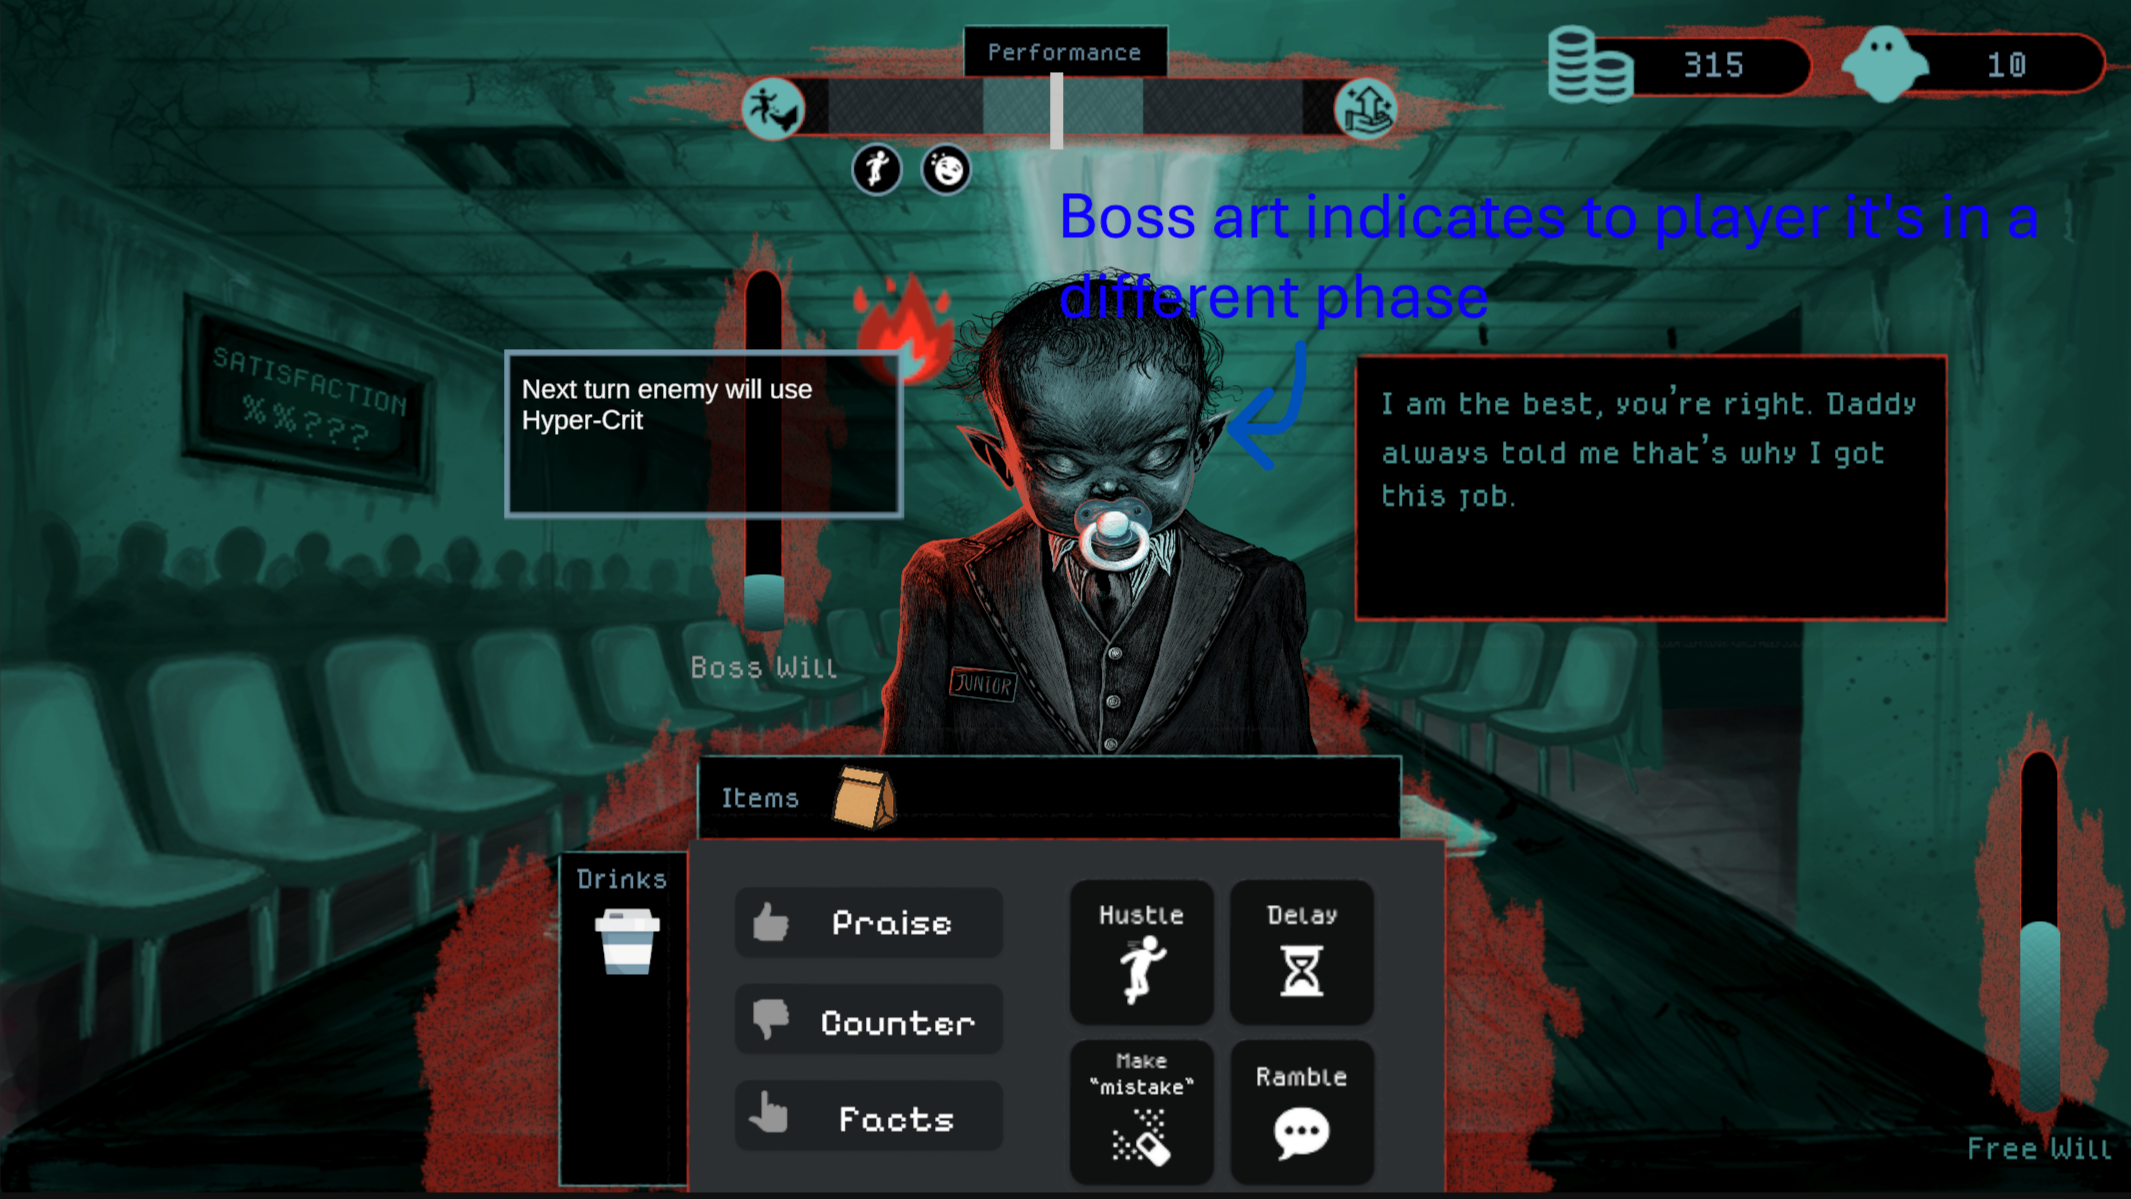 Performance
315
10
Boss art indicates to player it's in a
different phase
SATISFACTION
%%???
Next turn enemy will use
Hyper-Crit
I am the best, you're right. Daddy
always told me that's why I got
this job.
Boss Will
JUNIOR
Items
Drinks
Praise
Counter
Facts
Hustle
Delay
Make
"mistake"
Ramble
Free Will